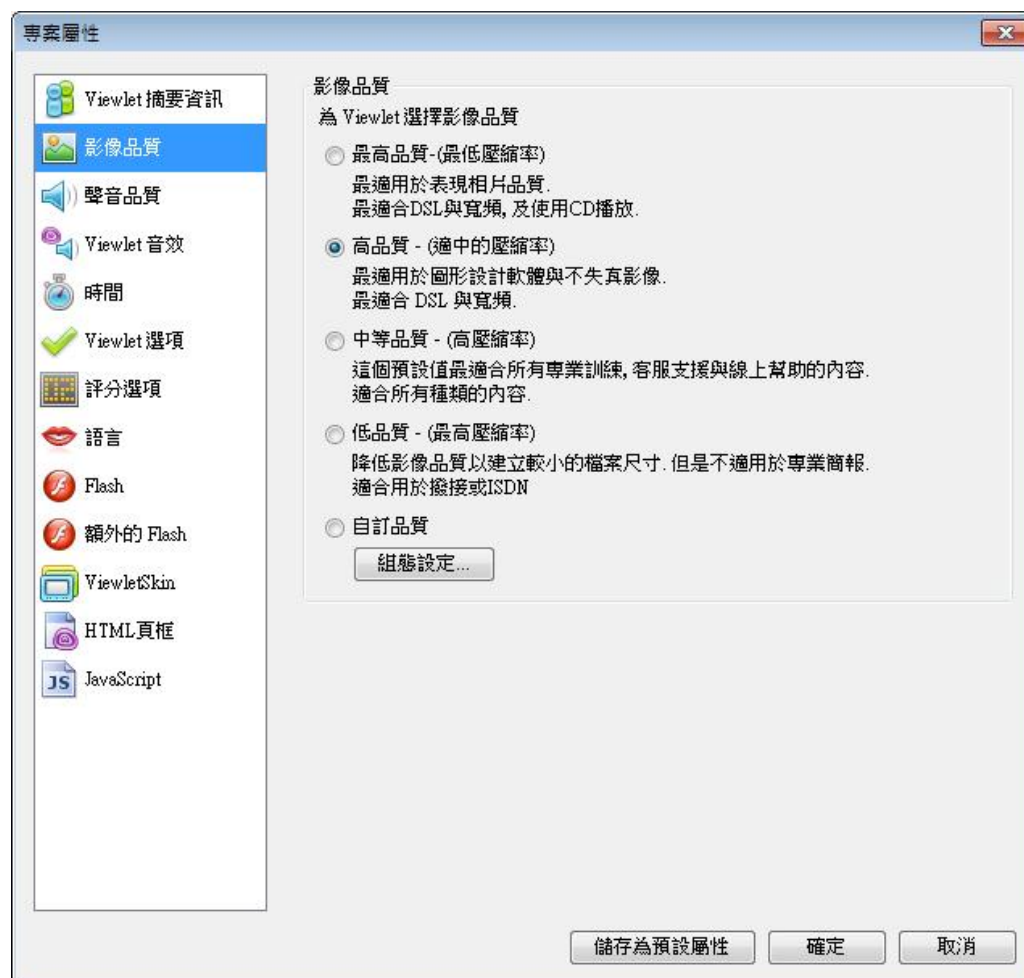 專案屬性
Viewlet 摘要資訊
影像品質
聲音品質
Viewlet 音效
時間
Viewlet 選項
評分選項
語言
Flash
額外的 Flash
ViewletSkin
HTML頁框
JS
JavaScript
影像品質
為 Viewlet 選擇影像品質
最高品質-(最低壓縮率)
最適用於表現相片品質.
最適合DSL與寬頻, 及使用CD播放.
高品質 - (適中的壓縮率)
最適用於圖形設計軟體與不失真影像.
最適合 DSL 與寬頻.
中等品質 - (高壓縮率)
這個預設值最適合所有專業訓練, 客服支援與線上幫助的內容.
適合所有種類的內容.
低品質 - (最高壓縮率)
降低影像品質以建立較小的檔案尺寸. 但是不適用於專業簡報.
適合用於撥接或ISDN
自訂品質
組態設定...
儲存為預設屬性
確定
取消